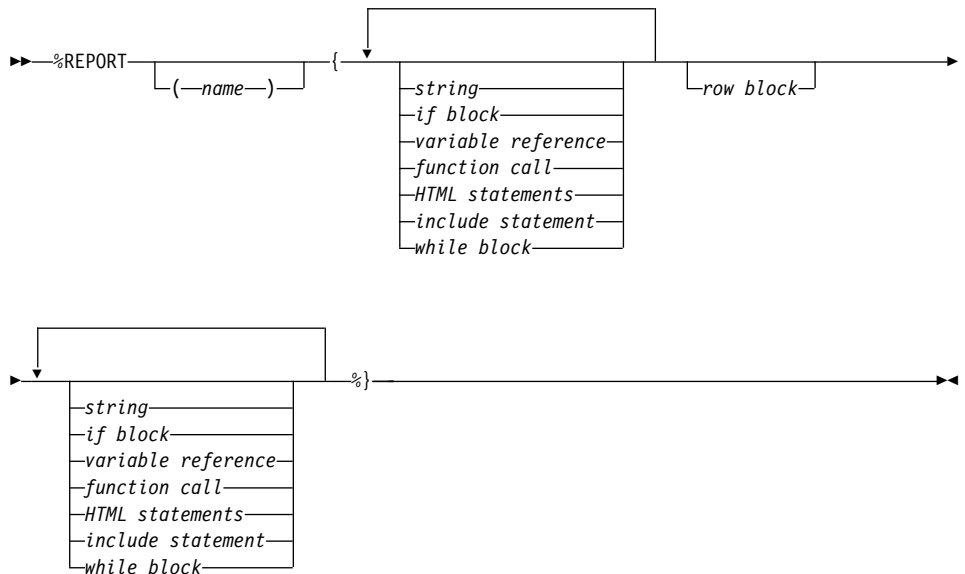 %REPORT ( name ) {
string
if block
variable reference
function call
HTML statements
include statement
while block
row block
string
if block
variable reference
function call
HTML statements
include statement
while block
%}